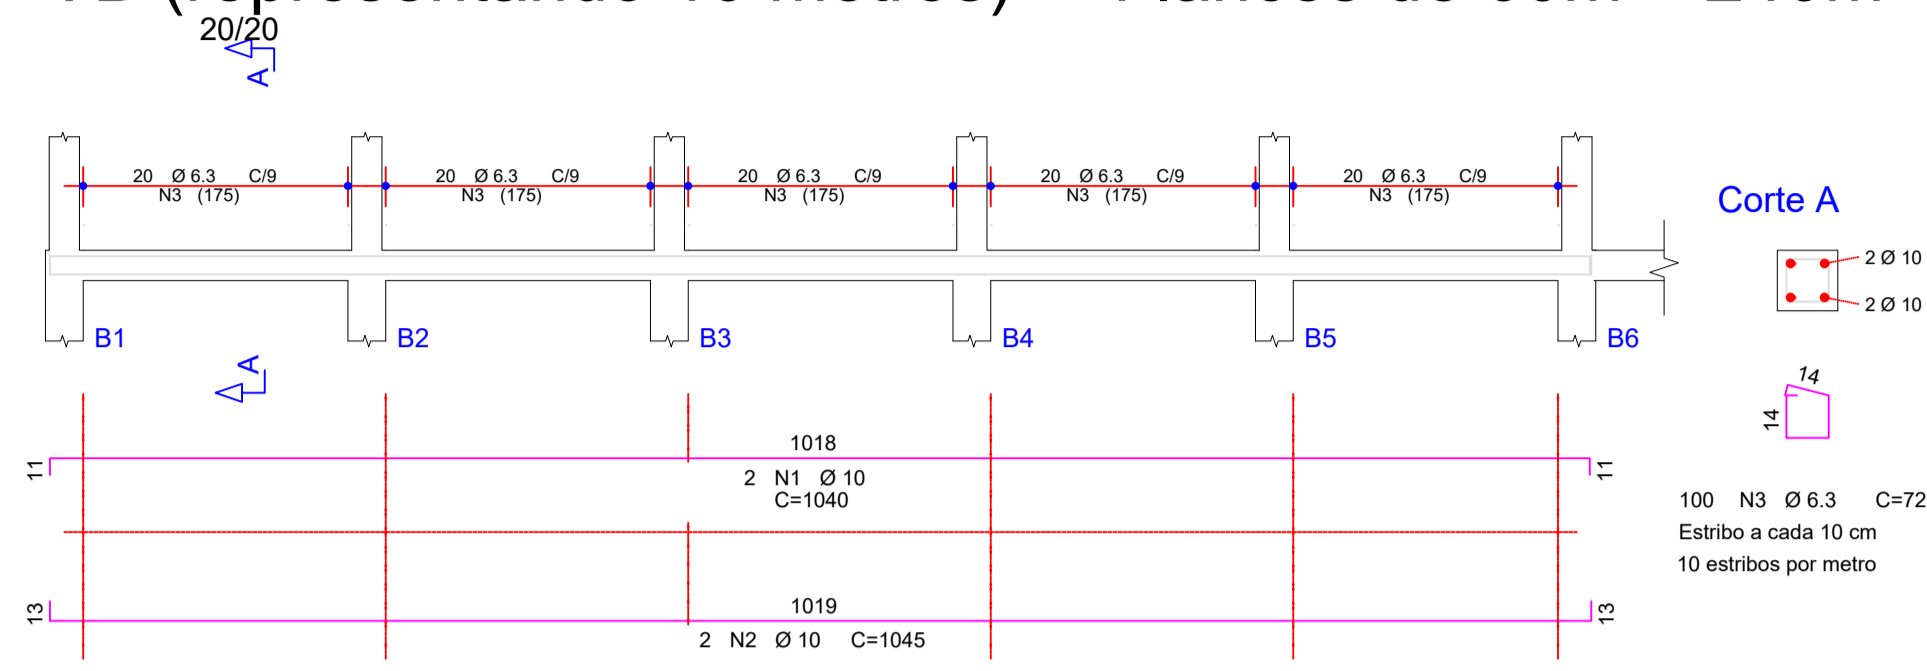 20/20
A
20 Ø 6.3 C/9
N3 (175)
20 Ø 6.3 C/9
N3 (175)
20 Ø 6.3 C/9
N3 (175)
20 Ø 6.3 C/9
N3 (175)
20 Ø 6.3 C/9
N3 (175)
Corte A
2 Ø 10
2 Ø 10
B1
B2
B3
B4
B5
B6
A
14
14
1018
11
11
2 N1 Ø 10
C=1040
100 N3 Ø 6.3 C=72
Estribo a cada 10 cm
10 estribos por metro
1019
13
13
2 N2 Ø 10 C=1045